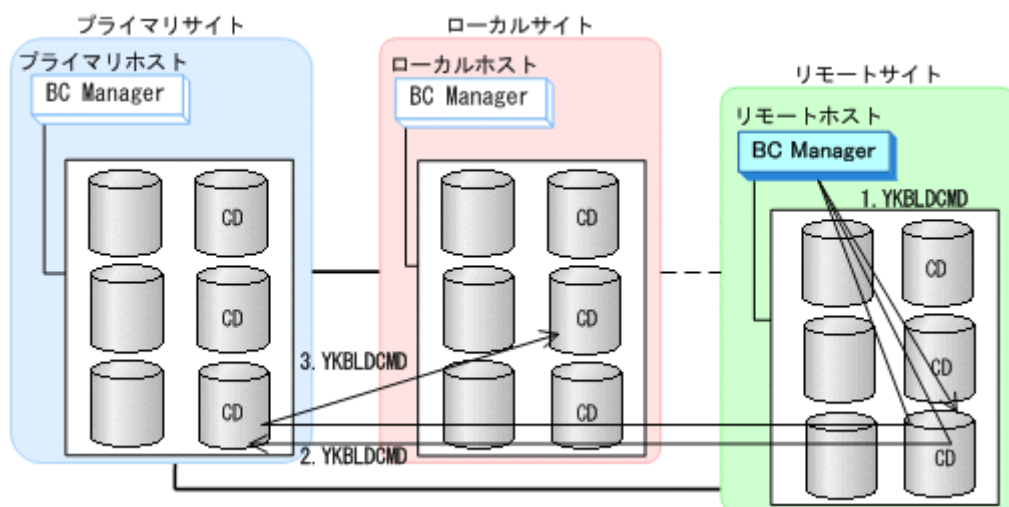 プライマリサイト
プライマリホスト
BC Manager
CD
CD
CD
ローカルサイト
ローカルホスト
BC Manager
CD
CD
CD
リモートサイト
リモートホスト
BC Manager
1. YKBLDCMD
CD
CD
CD
3. YKBLDCMD
2. YKBLDCMD